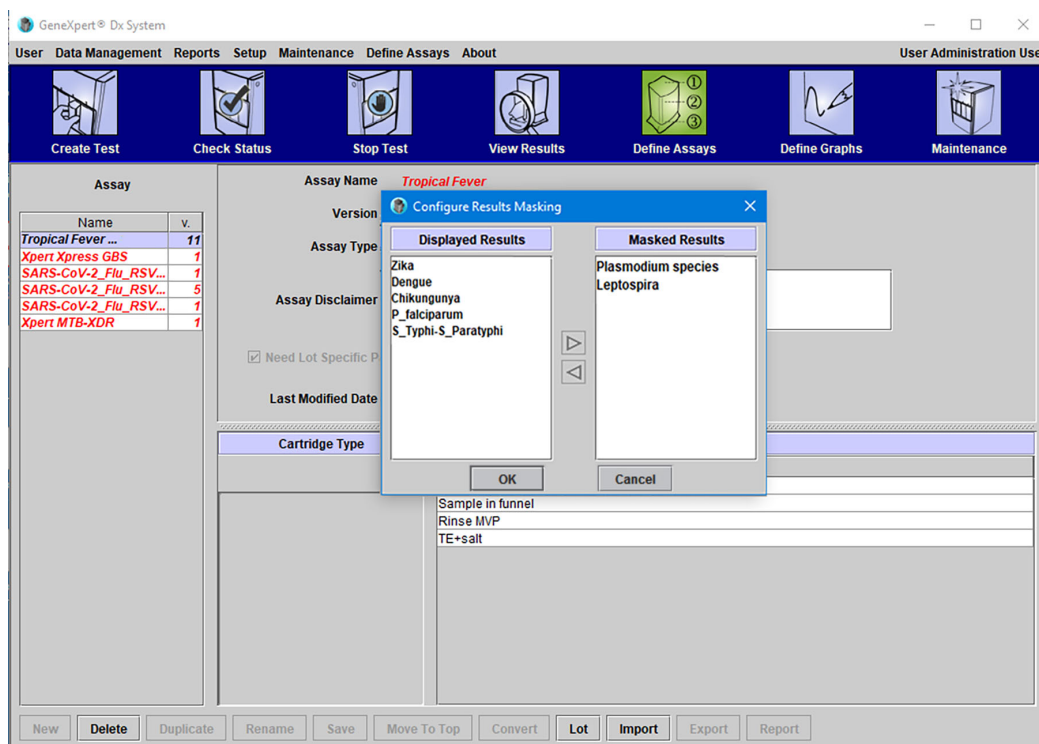 GeneXpert® Dx System
User Data Management Reports Setup Maintenance Define Assays About User Administration Use
Create Test Check Status Stop Test View Results Define Assays Define Graphs Maintenance
Assay
Name v.
Tropical Fever ... 11
Xpert Xpress GBS 1
SARS-CoV-2_Flu_RSV... 1
SARS-CoV-2_Flu_RSV... 5
SARS-CoV-2_Flu_RSV... 1
Xpert MTB-XDR 1
Assay Name Tropical Fever
Version
Assay Type
Assay Disclaimer
Need Lot Specific P
Last Modified Date
Cartridge Type
Configure Results Masking
Displayed Results
Zika
Dengue
Chikungunya
P_falciparum
S_Typhi-S_Paratyphi
Masked Results
Plasmodium species
Leptospira
OK Cancel
Sample in funnel
Rinse MVP
TE+salt
New Delete Duplicate Rename Save Move To Top Convert Lot Import Export Report